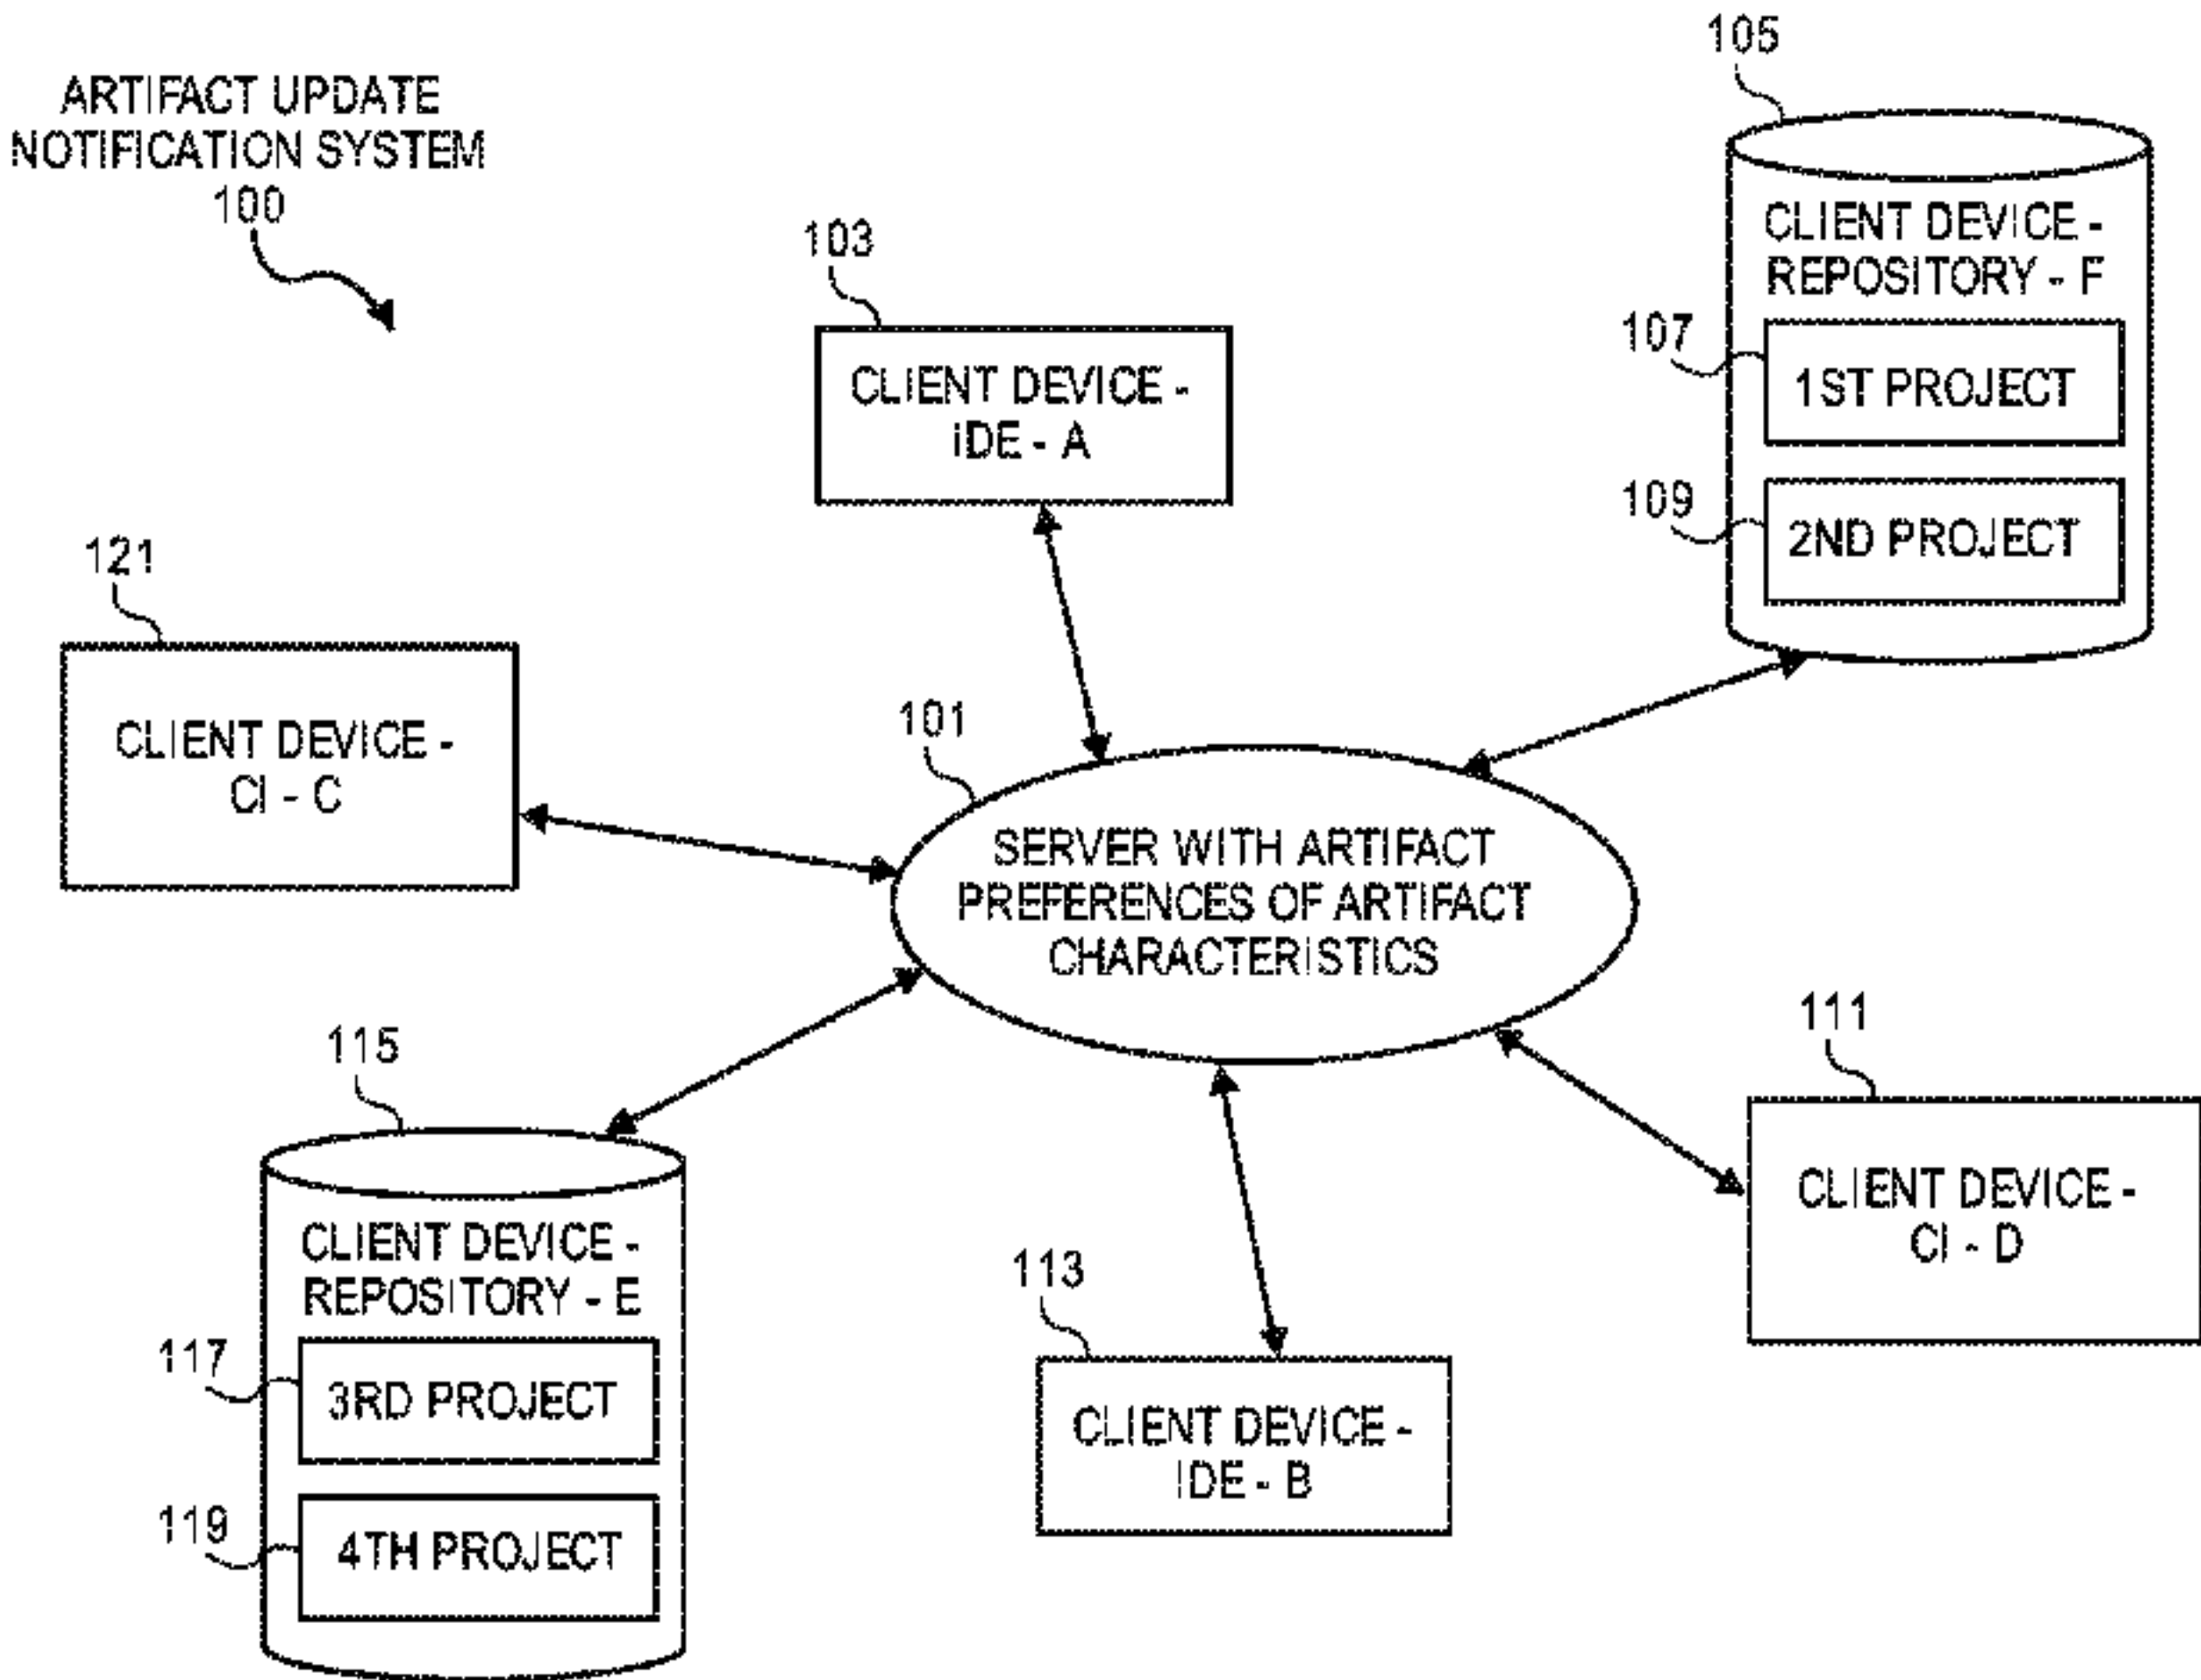 ARTIFACT UPDATE
NOTIFICATION SYSTEM
100
105
CLIENT DEVICE -
REPOSITORY - F
107
1ST PROJECT
109
2ND PROJECT
103
CLIENT DEVICE -
IDE - A
121
CLIENT DEVICE -
CI - C
101
SERVER WITH ARTIFACT
PREFERENCES OF ARTIFACT
CHARACTERISTICS
115
CLIENT DEVICE -
REPOSITORY - E
117
3RD PROJECT
119
4TH PROJECT
113
CLIENT DEVICE -
IDE - B
111
CLIENT DEVICE -
CI - D